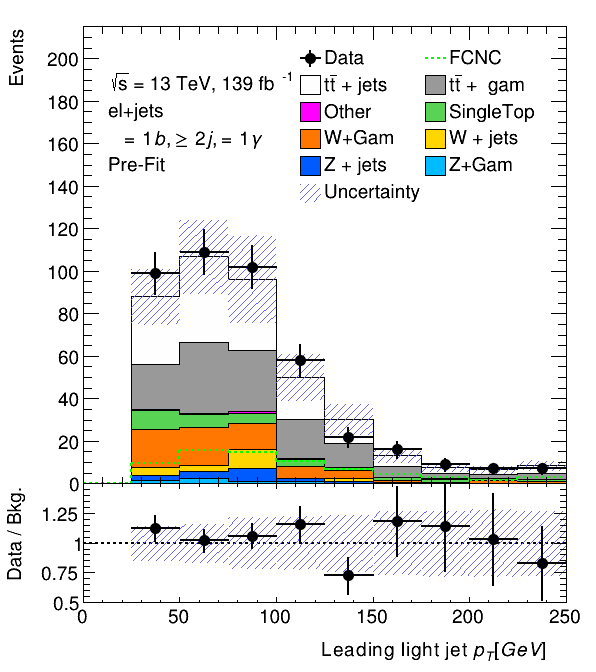 Events
200
180
160
140
120
100
80
60
40
20
0
√s = 13 TeV, 139 fb⁻¹
el+jets
= 1b, ≥ 2j, = 1γ
Pre-Fit
Data
FCNC
tt̄ + jets
tt̄ + gam
Other
SingleTop
W+Gam
W + jets
Z + jets
Z+Gam
Uncertainty
Data / Bkg.
1.25
1
0.75
0.5
0 50 100 150 200 250
Leading light jet p_T[GeV]